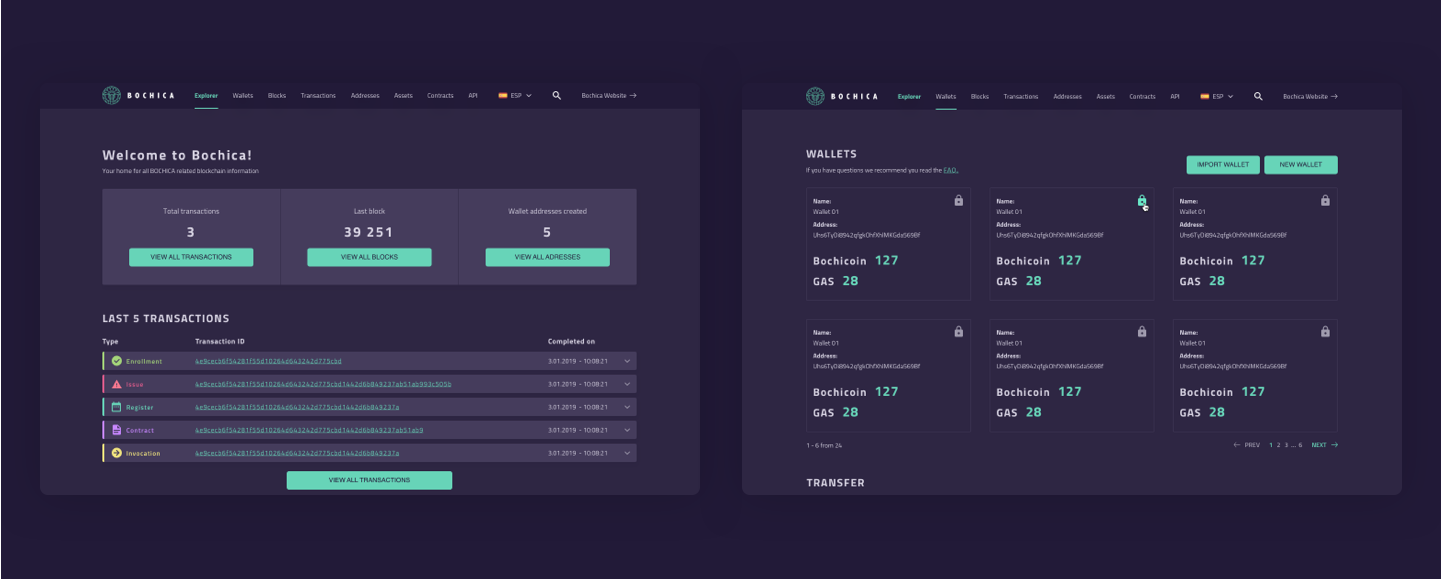 BOCHICA Explorer Wallets Blocks Transactions Addresses Assets Contracts API ESP Bochica Website →
Welcome to Bochica!
Your home for all BOCHICA related blockchain information
Total transactions Last block Wallet addresses created
3 39 251 5
VIEW ALL TRANSACTIONS VIEW ALL BLOCKS VIEW ALL ADRESSES
LAST 5 TRANSACTIONS
Type Transaction ID Completed on
Enrollment 4e9cecb6f54281f55d10264d643242d775cbd 3.01.2019 - 10:08:21
Issue 4e9cecb6f54281f55d10264d643242d775cbd1442d6b849237ab51ab993c505b 3.01.2019 - 10:08:21
Register 4e9cecb6f54281f55d10264d643242d775cbd1442d6b849237a 3.01.2019 - 10:08:21
Contract 4e9cecb6f54281f55d10264d643242d775cbd1442d6b849237ab51ab9 3.01.2019 - 10:08:21
Invocation 4e9cecb6f54281f55d10264d643242d775cbd1442d6b849237a 3.01.2019 - 10:08:21
VIEW ALL TRANSACTIONS
BOCHICA Explorer Wallets Blocks Transactions Addresses Assets Contracts API ESP Bochica Website →
WALLETS
If you have questions we recommend you read the FAQ.
IMPORT WALLET NEW WALLET
Name: Name: Name:
Wallet 01 Wallet 01 Wallet 01
Address: Address: Address:
Bochicoin 127 Bochicoin 127 Bochicoin 127
GAS 28 GAS 28 GAS 28
Name: Name: Name:
Wallet 01 Wallet 01 Wallet 01
Address: Address: Address:
Bochicoin 127 Bochicoin 127 Bochicoin 127
GAS 28 GAS 28 GAS 28
1 - 6 from 24 ← PREV 1 2 3 ... 6 NEXT →
TRANSFER